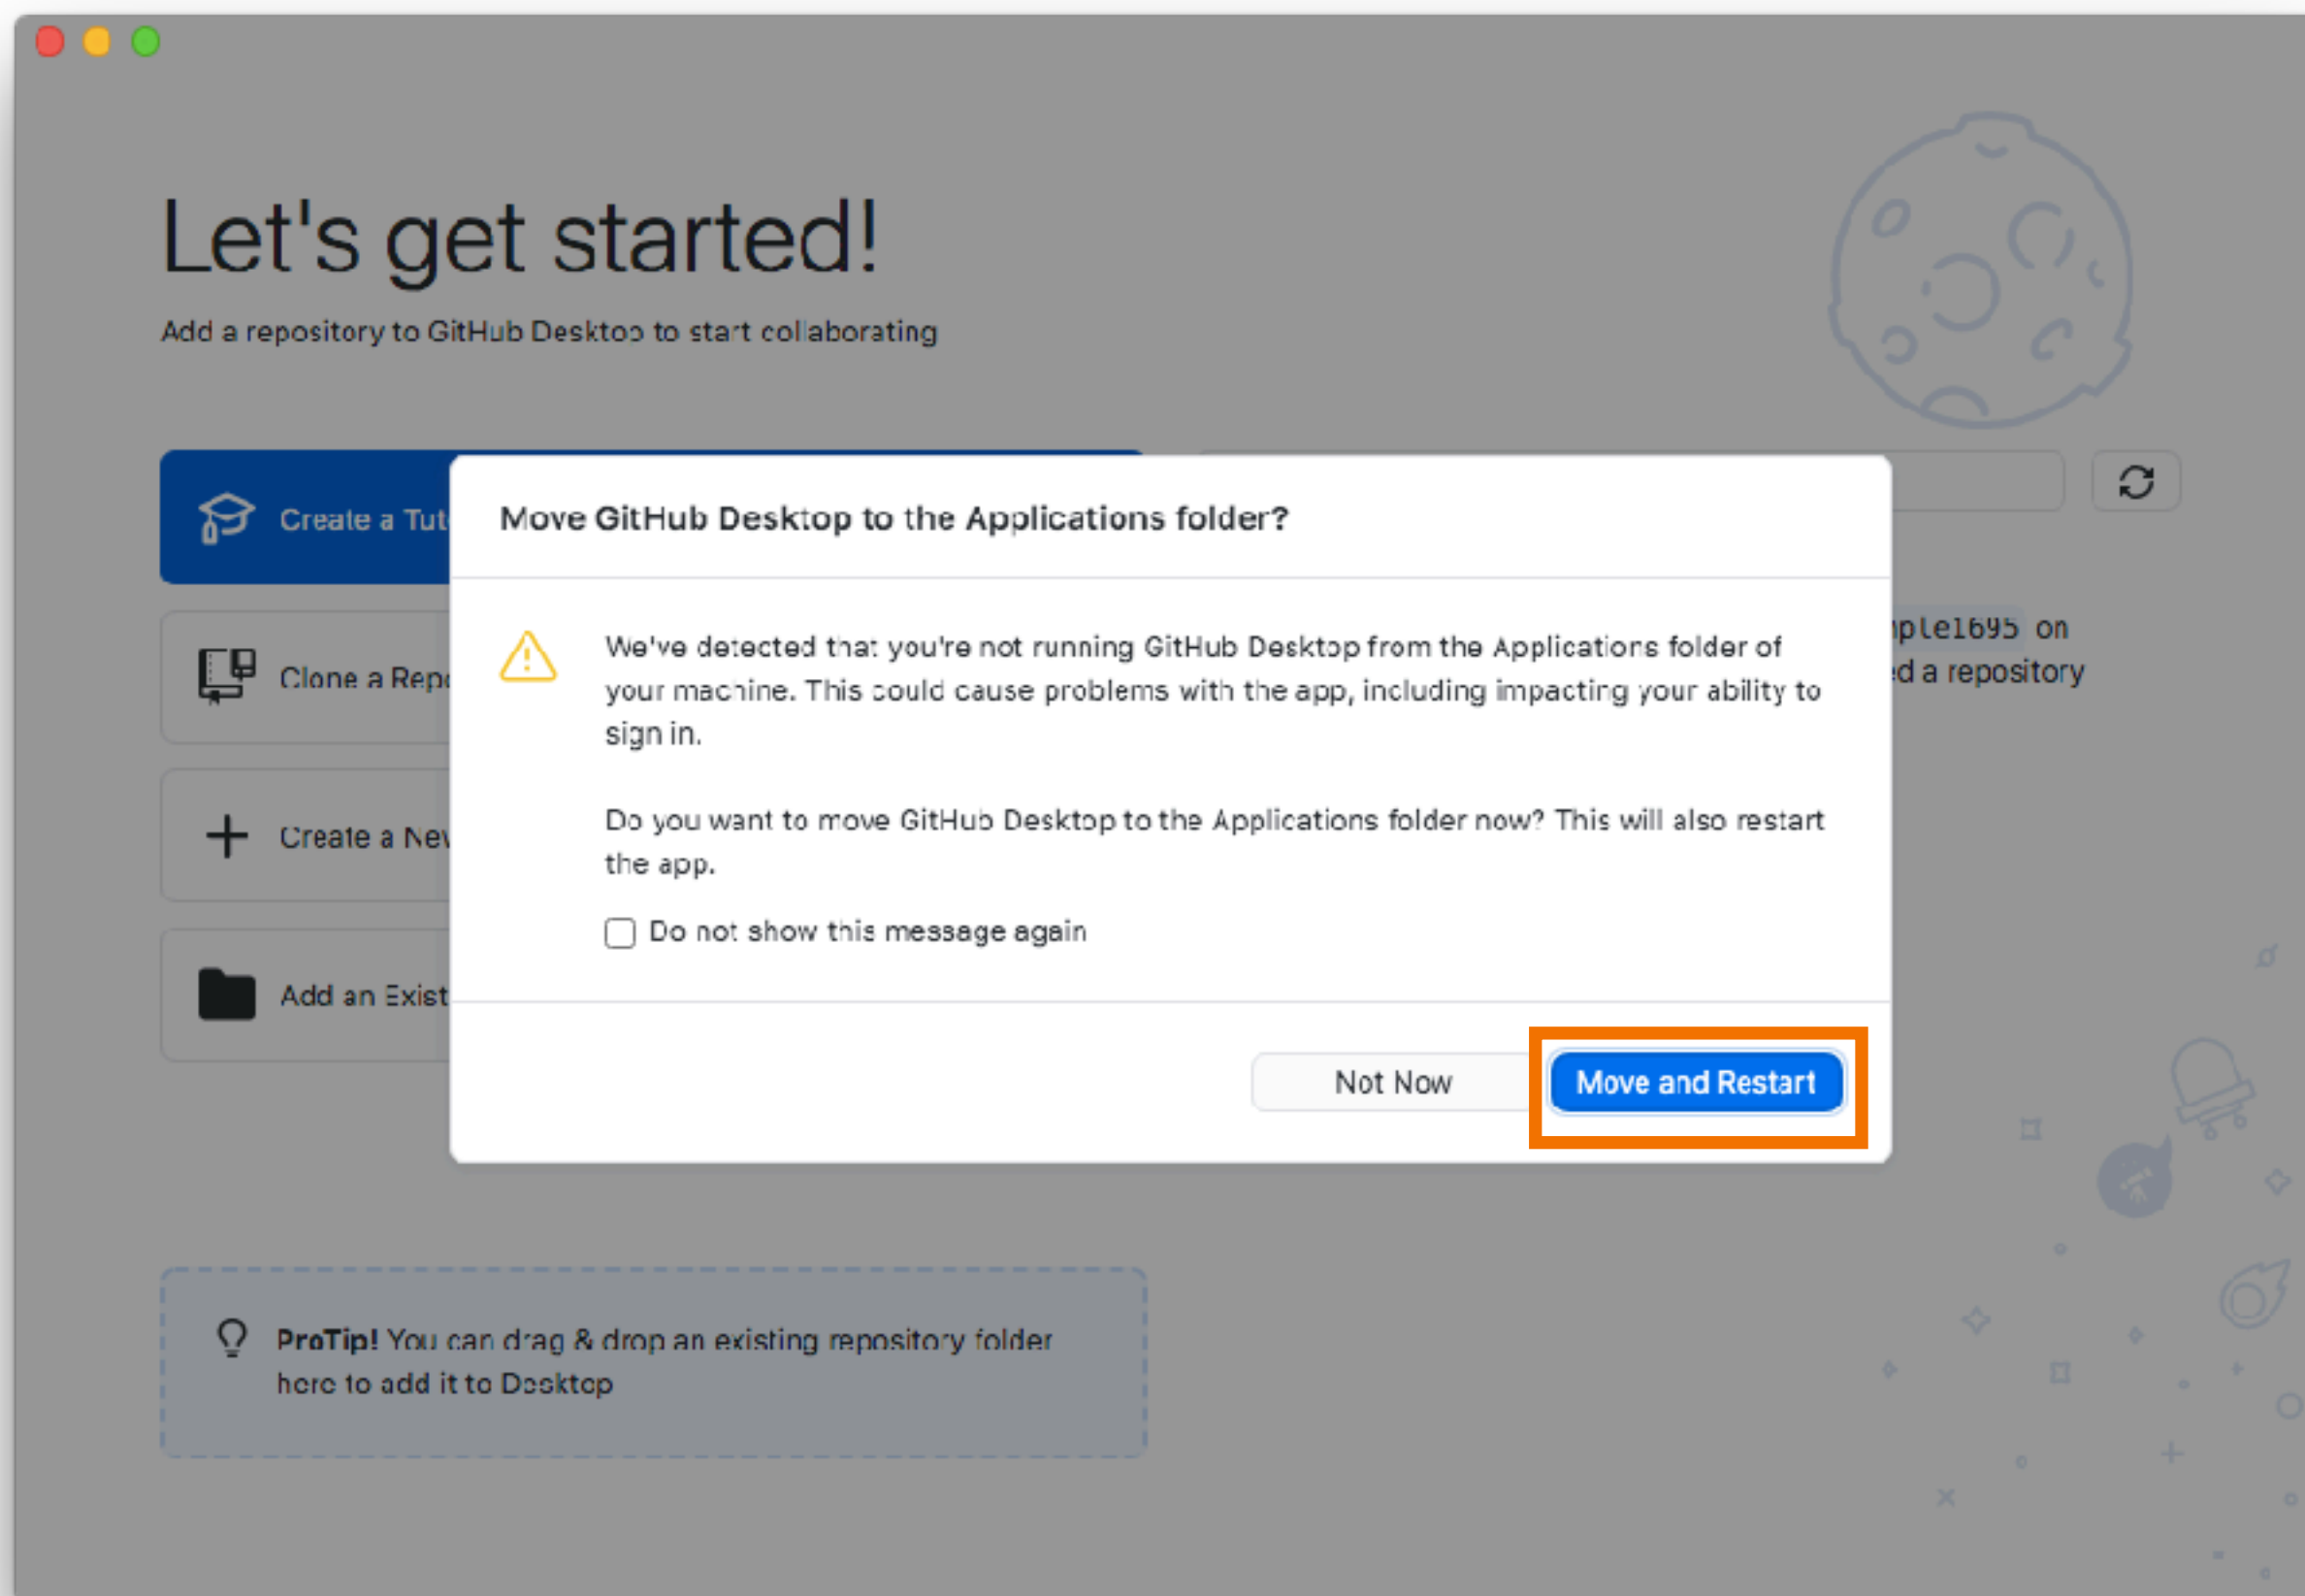 Let's get started!
Add a repository to GitHub Desktop to start collaborating
Create a Tut
Clone a Repo
Create a New
Add an Exist
Move GitHub Desktop to the Applications folder?
We've detected that you're not running GitHub Desktop from the Applications folder of
your machine. This could cause problems with the app, including impacting your ability to
sign in.
Do you want to move GitHub Desktop to the Applications folder now? This will also restart
the app.
Do not show this message again
Not Now
Move and Restart
mple1695 on
ed a repository
ProTip! You can drag & drop an existing repository folder
here to add it to Desktop